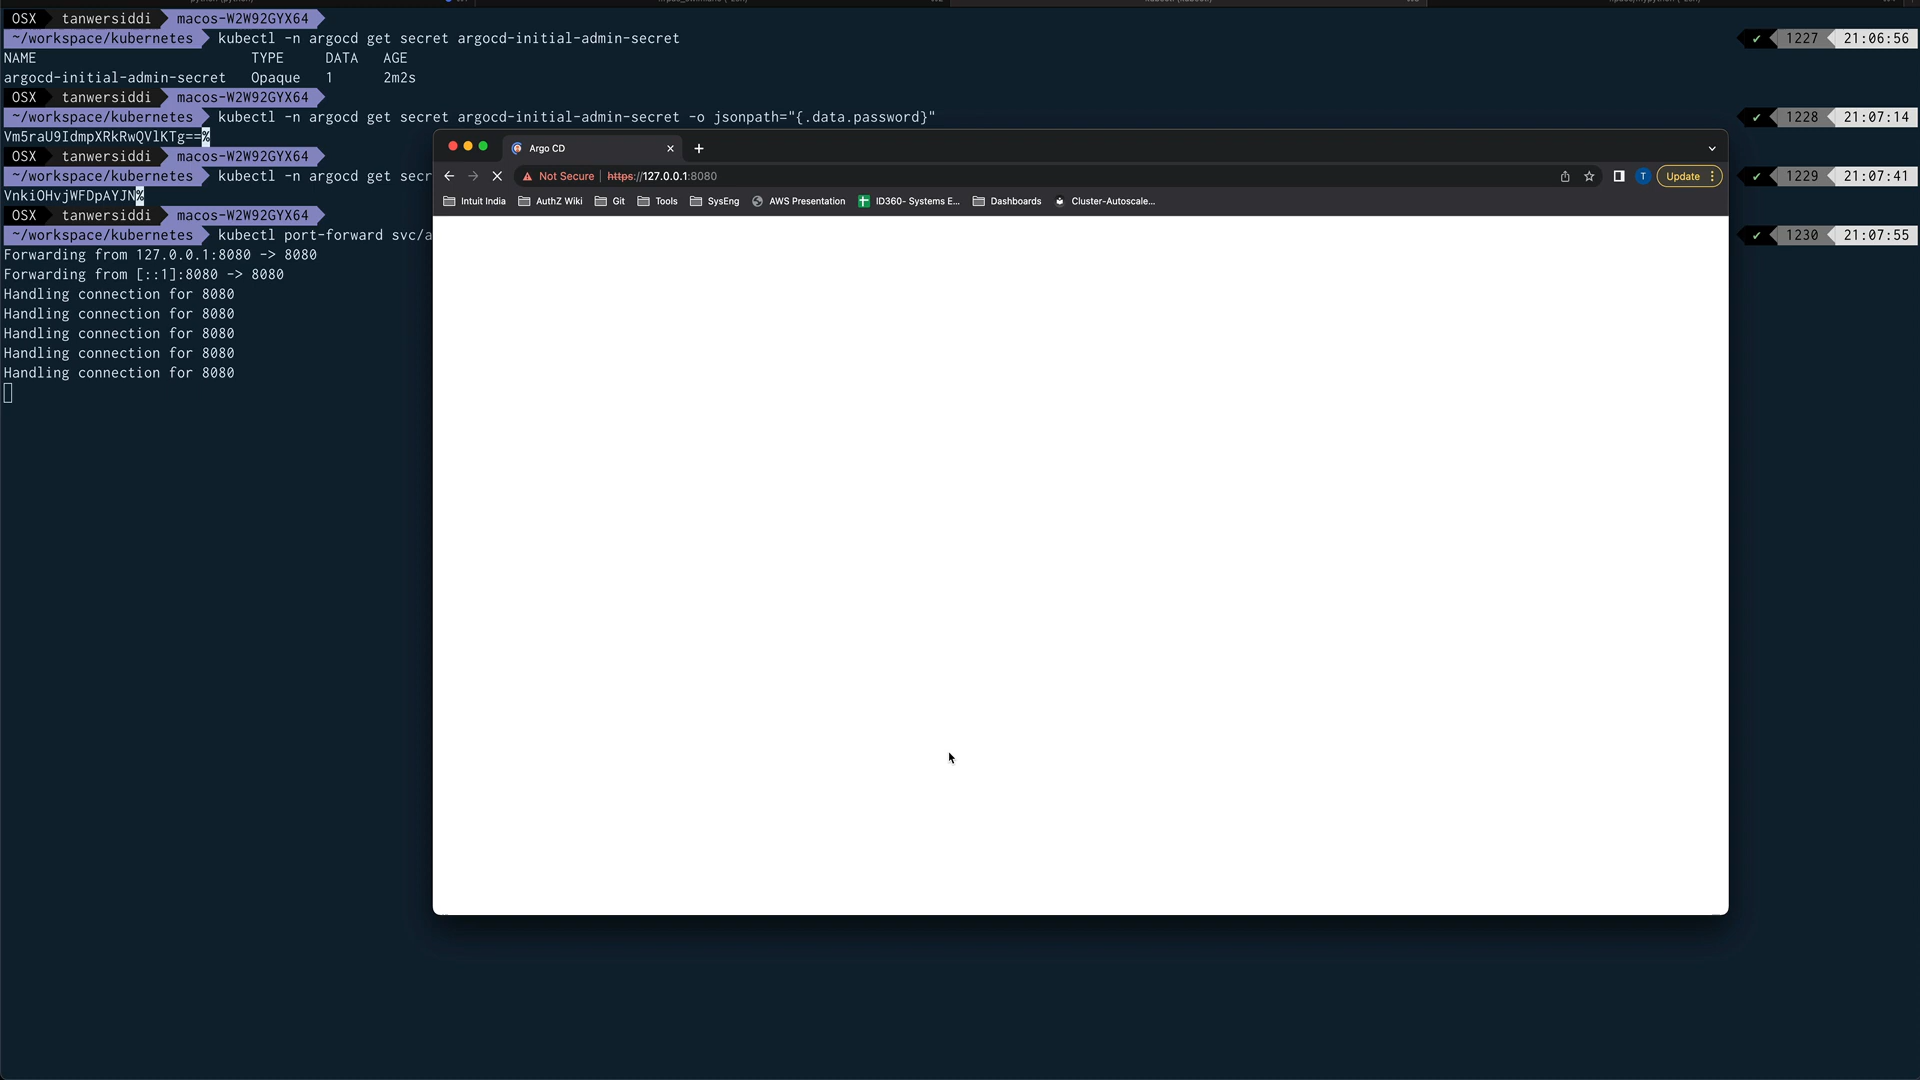 OSX tanwersiddi macos-W2W92GYX64
~/workspace/kubernetes kubectl -n argocd get secret argocd-initial-admin-secret ✓ 1227 21:06:56
NAME TYPE DATA AGE
argocd-initial-admin-secret Opaque 1 2m2s
OSX tanwersiddi macos-W2W92GYX64
~/workspace/kubernetes kubectl -n argocd get secret argocd-initial-admin-secret -o jsonpath="{.data.password}" ✓ 1228 21:07:14
Vm5raU9IdmpXRkRwQVlKTg==%
OSX tanwersiddi macos-W2W92GYX64
~/workspace/kubernetes kubectl -n argocd get secr ✓ 1229 21:07:41
VnkiOHvjWFDpAYJN%
OSX tanwersiddi macos-W2W92GYX64
~/workspace/kubernetes kubectl port-forward svc/a ✓ 1230 21:07:55
Forwarding from 127.0.0.1:8080 -> 8080
Forwarding from [::1]:8080 -> 8080
Handling connection for 8080
Handling connection for 8080
Handling connection for 8080
Handling connection for 8080
Handling connection for 8080
Argo CD
Not Secure https://127.0.0.1:8080 T Update
Intuit India AuthZ Wiki Git Tools SysEng AWS Presentation ID360- Systems E... Dashboards Cluster-Autoscale...